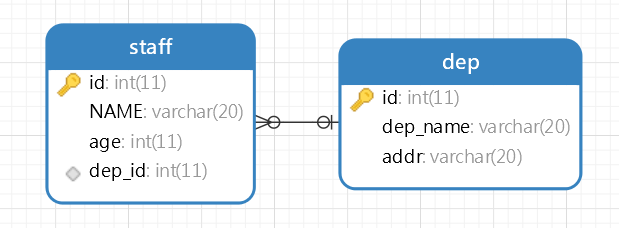 staff
id: int(11)
NAME: varchar(20)
age: int(11)
dep_id: int(11)
dep
id: int(11)
dep_name: varchar(20)
addr: varchar(20)